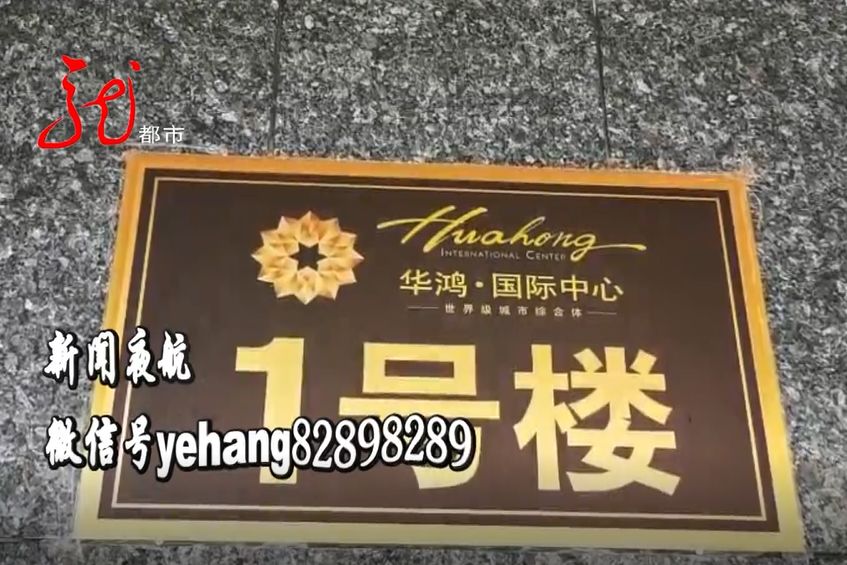 都市
Huahong
INTERNATIONAL CENTER
华鸿·国际中心
世界级城市综合体
1号楼
新闻夜航
微信号yehang82898289